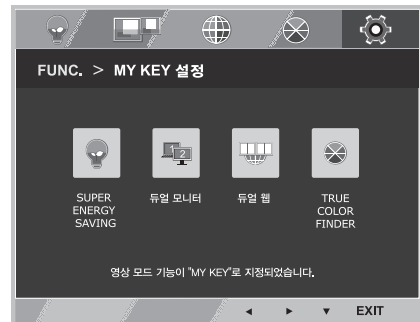 FUNC. > MY KEY 설정
SUPER
ENERGY
SAVING
듀얼 모니터
듀얼 웹
TRUE
COLOR
FINDER
영상 모드 기능이 "MY KEY"로 지정되었습니다.
EXIT